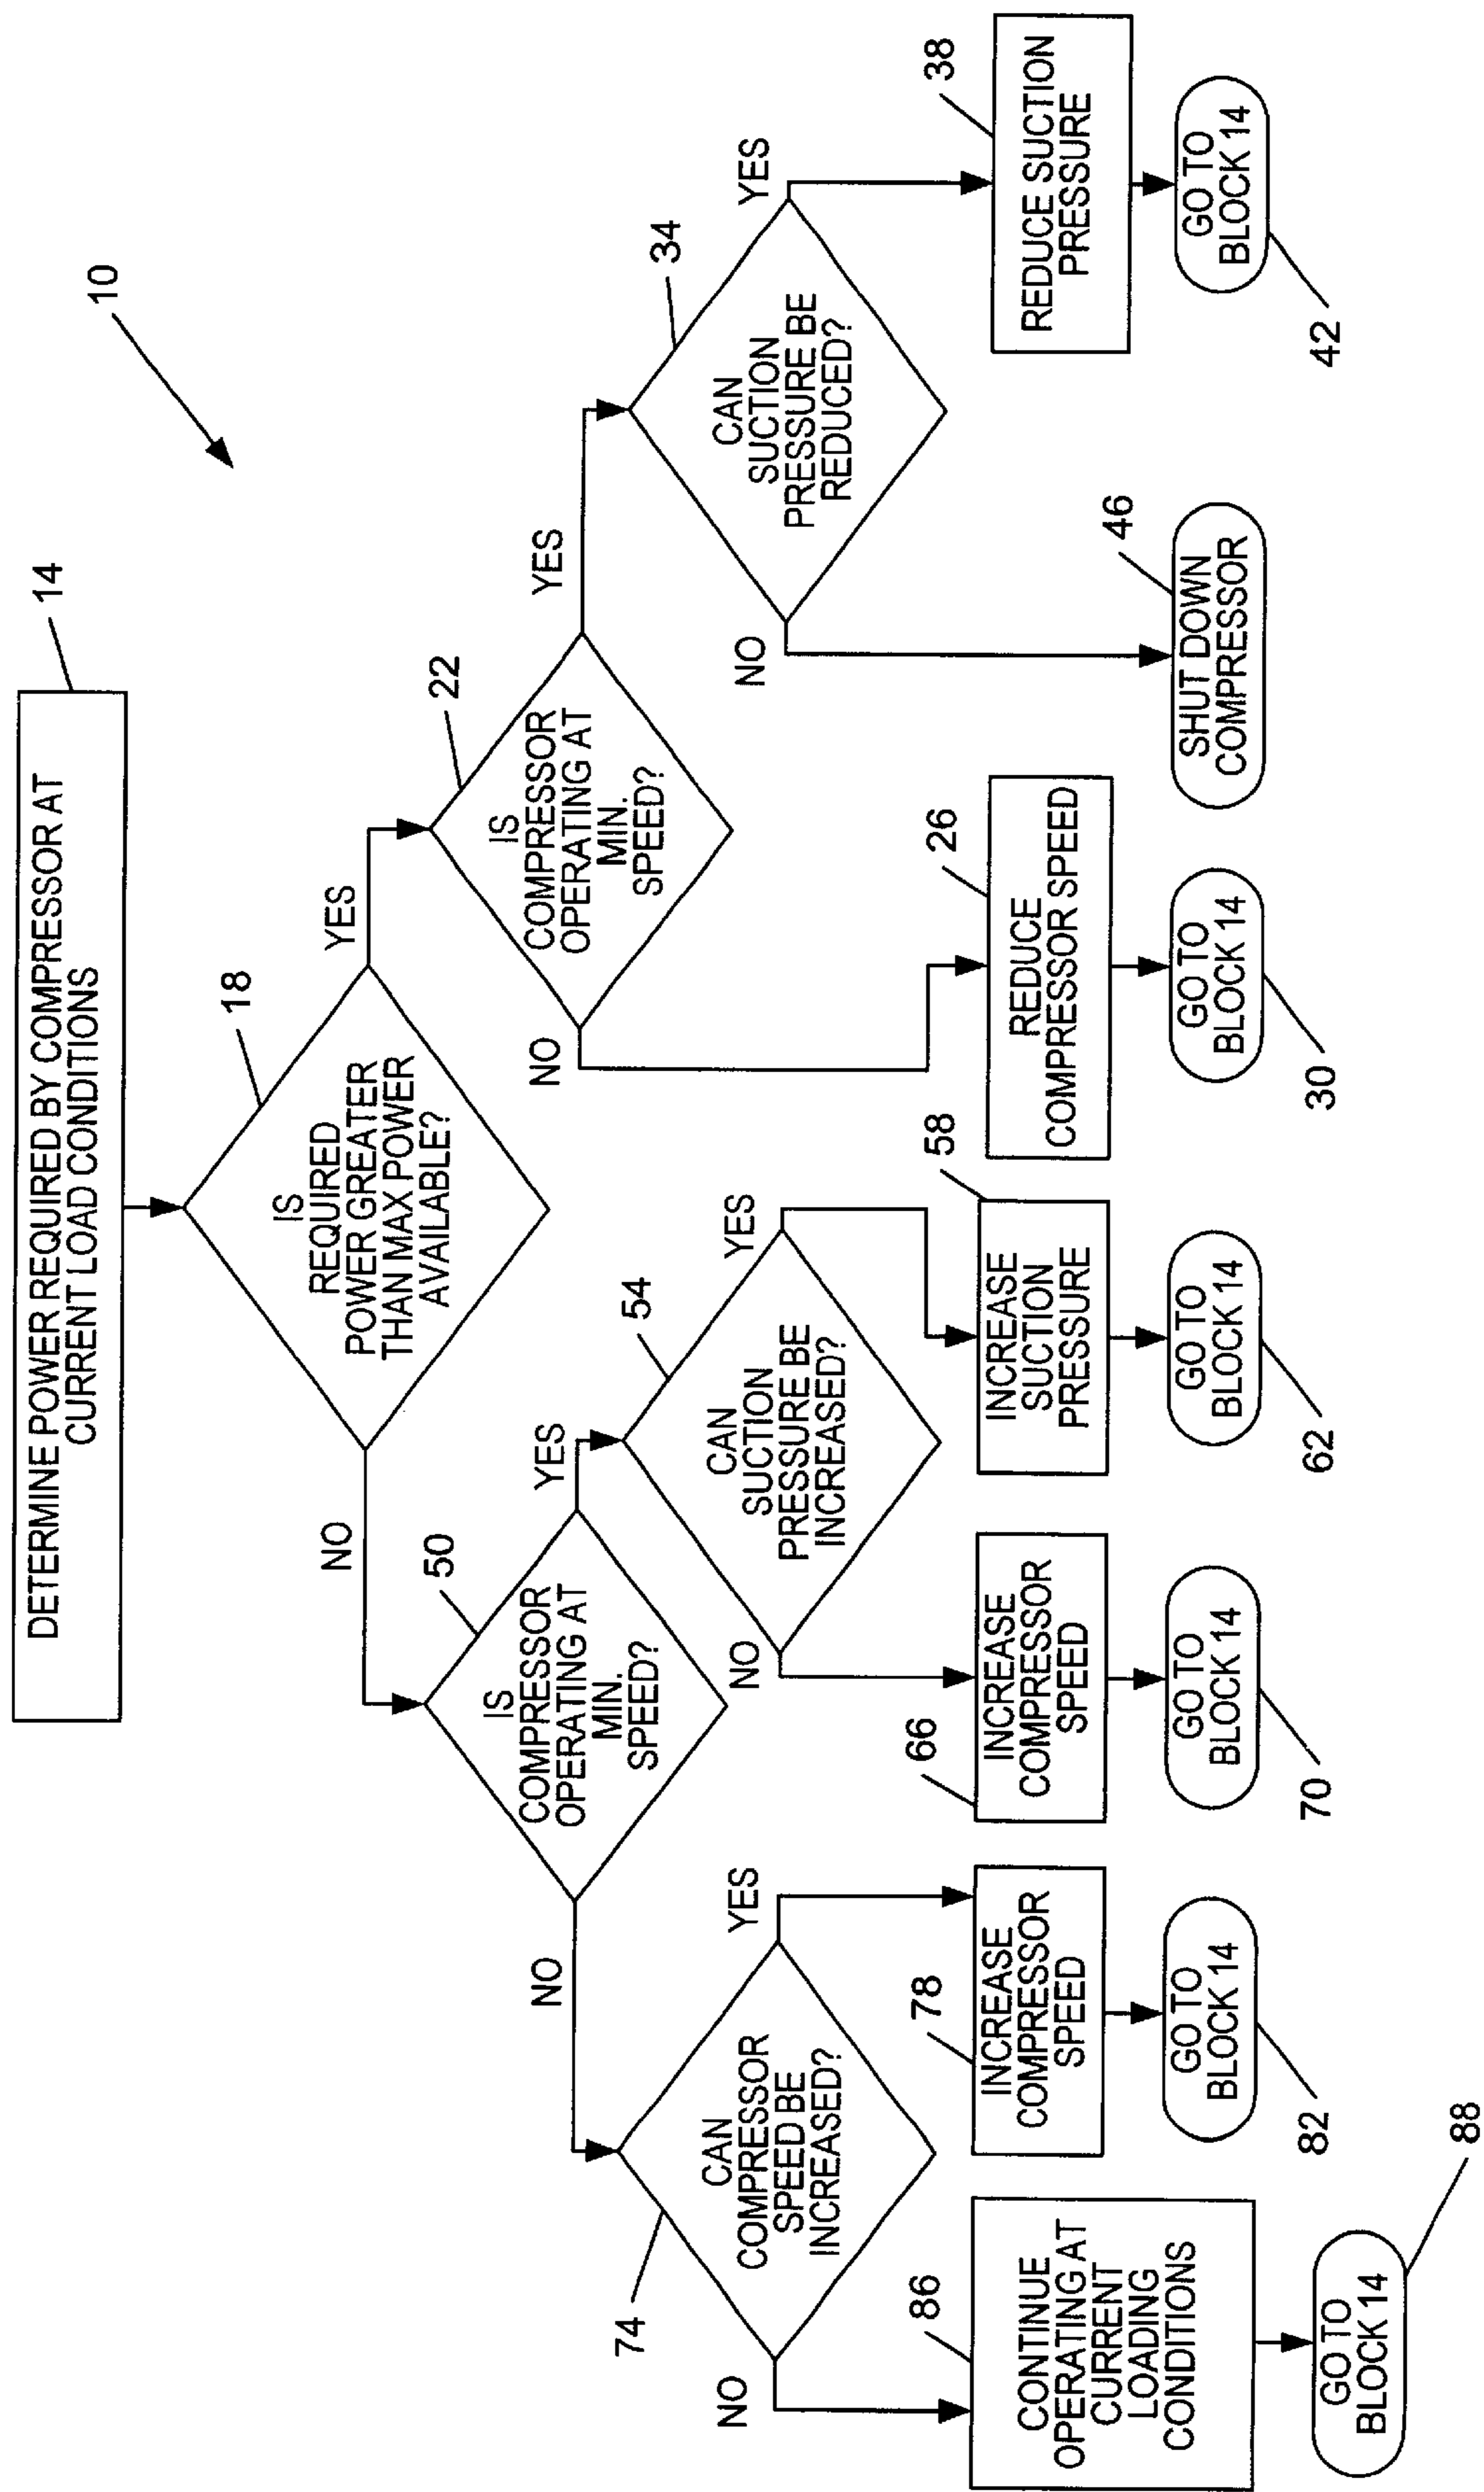 10
DETERMINE POWER REQUIRED BY COMPRESSOR AT
CURRENT LOAD CONDITIONS
14
IS
REQUIRED
POWER GREATER
THAN MAX POWER
AVAILABLE?
18
NO
YES
IS
COMPRESSOR
OPERATING AT
MIN.
SPEED?
50
NO
YES
IS
COMPRESSOR
OPERATING AT
MIN.
SPEED?
22
NO
YES
CAN
COMPRESSOR
SPEED BE
INCREASED?
74
NO
YES
CAN
SUCTION
PRESSURE BE
INCREASED?
54
NO
YES
CAN
SUCTION
PRESSURE BE
REDUCED?
34
NO
YES
CONTINUE
OPERATING AT
CURRENT
LOADING
CONDITIONS
86
INCREASE
COMPRESSOR
SPEED
78
INCREASE
COMPRESSOR
SPEED
66
INCREASE
SUCTION
PRESSURE
58
REDUCE
COMPRESSOR SPEED
26
REDUCE SUCTION
PRESSURE
38
GO TO
BLOCK 14
88
GO TO
BLOCK 14
82
GO TO
BLOCK 14
70
GO TO
BLOCK 14
62
GO TO
BLOCK 14
30
SHUT DOWN
COMPRESSOR
46
GO TO
BLOCK 14
42